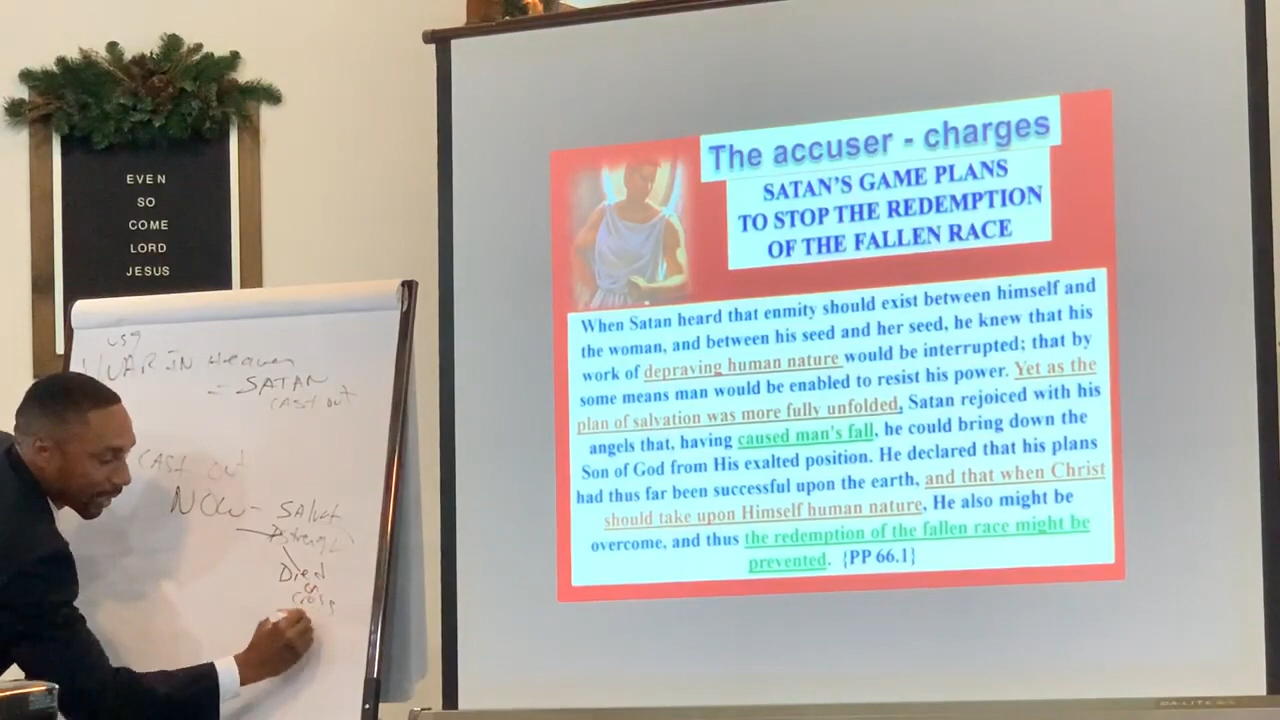 EVEN
SO
COME
LORD
JESUS
WAR IN Heaven
= SATAN
CAST OUT
CAST OUT
NOW - SALVAT
Died
on
Cross
The accuser - charges
SATAN'S GAME PLANS
TO STOP THE REDEMPTION
OF THE FALLEN RACE
When Satan heard that enmity should exist between himself and
the woman, and between his seed and her seed, he knew that his
work of depraving human nature would be interrupted; that by
some means man would be enabled to resist his power. Yet as the
plan of salvation was more fully unfolded, Satan rejoiced with his
angels that, having caused man's fall, he could bring down the
Son of God from His exalted position. He declared that his plans
had thus far been successful upon the earth, and that when Christ
should take upon Himself human nature, He also might be
overcome, and thus the redemption of the fallen race might be
prevented. {PP 66.1}
DA-LITE